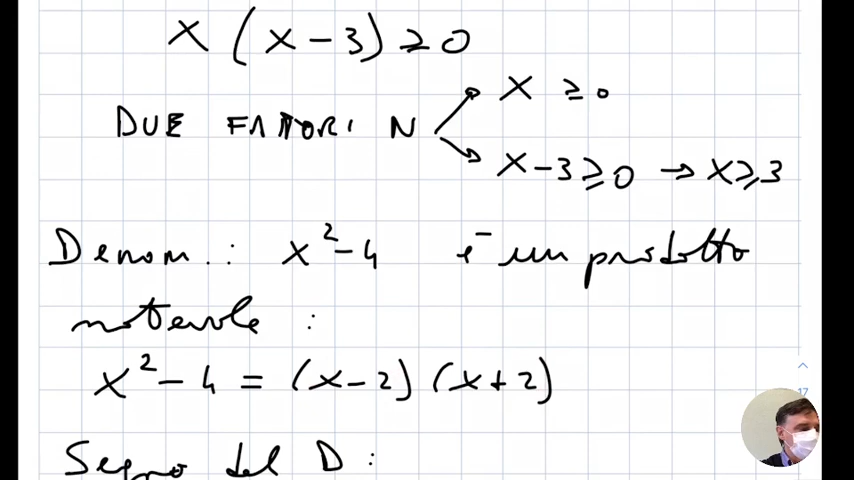 x (x-3) ≥ 0
x ≥ 0
DUE FATTORI N
x-3 ≥ 0 → x ≥ 3
Denom.: x²-4 è un prodotto
notevole :
x²-4 = (x-2) (x+2)
17
Segno del D :